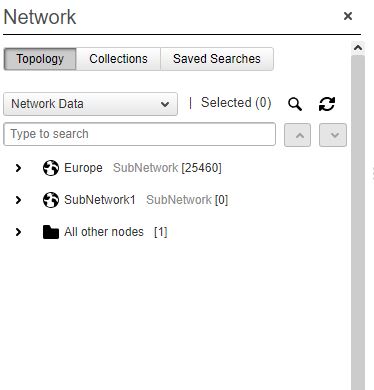 Network
Topology Collections Saved Searches
Network Data | Selected (0)
Type to search
Europe SubNetwork [25460]
SubNetwork1 SubNetwork [0]
All other nodes [1]